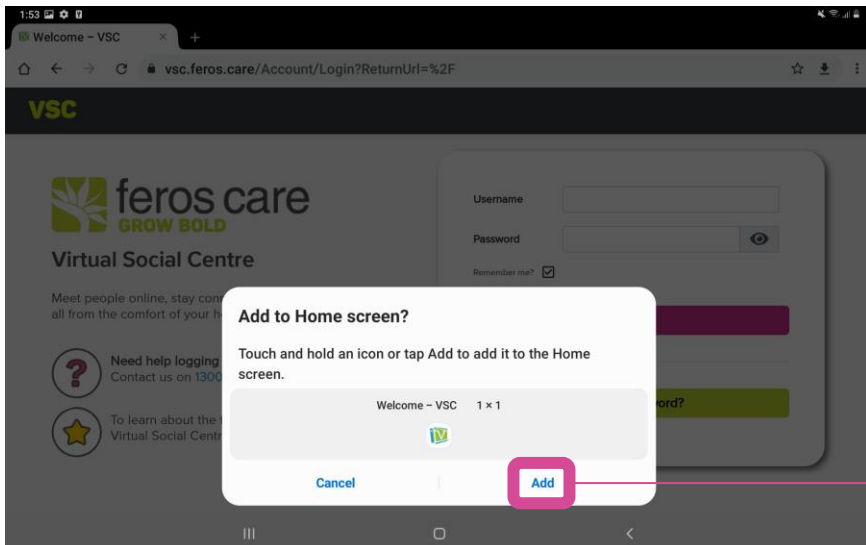 1:53
Welcome – VSC
vsc.feros.care/Account/Login?ReturnUrl=%2F
VSC
feros care
GROW BOLD
Virtual Social Centre
Meet people online, stay conn
all from the comfort of your h
Need help logging
Contact us on 1300
To learn about the
Virtual Social Centr
Username
Password
Remember me?
ord?
Add to Home screen?
Touch and hold an icon or tap Add to add it to the Home
screen.
Welcome – VSC 1 × 1
Cancel
Add